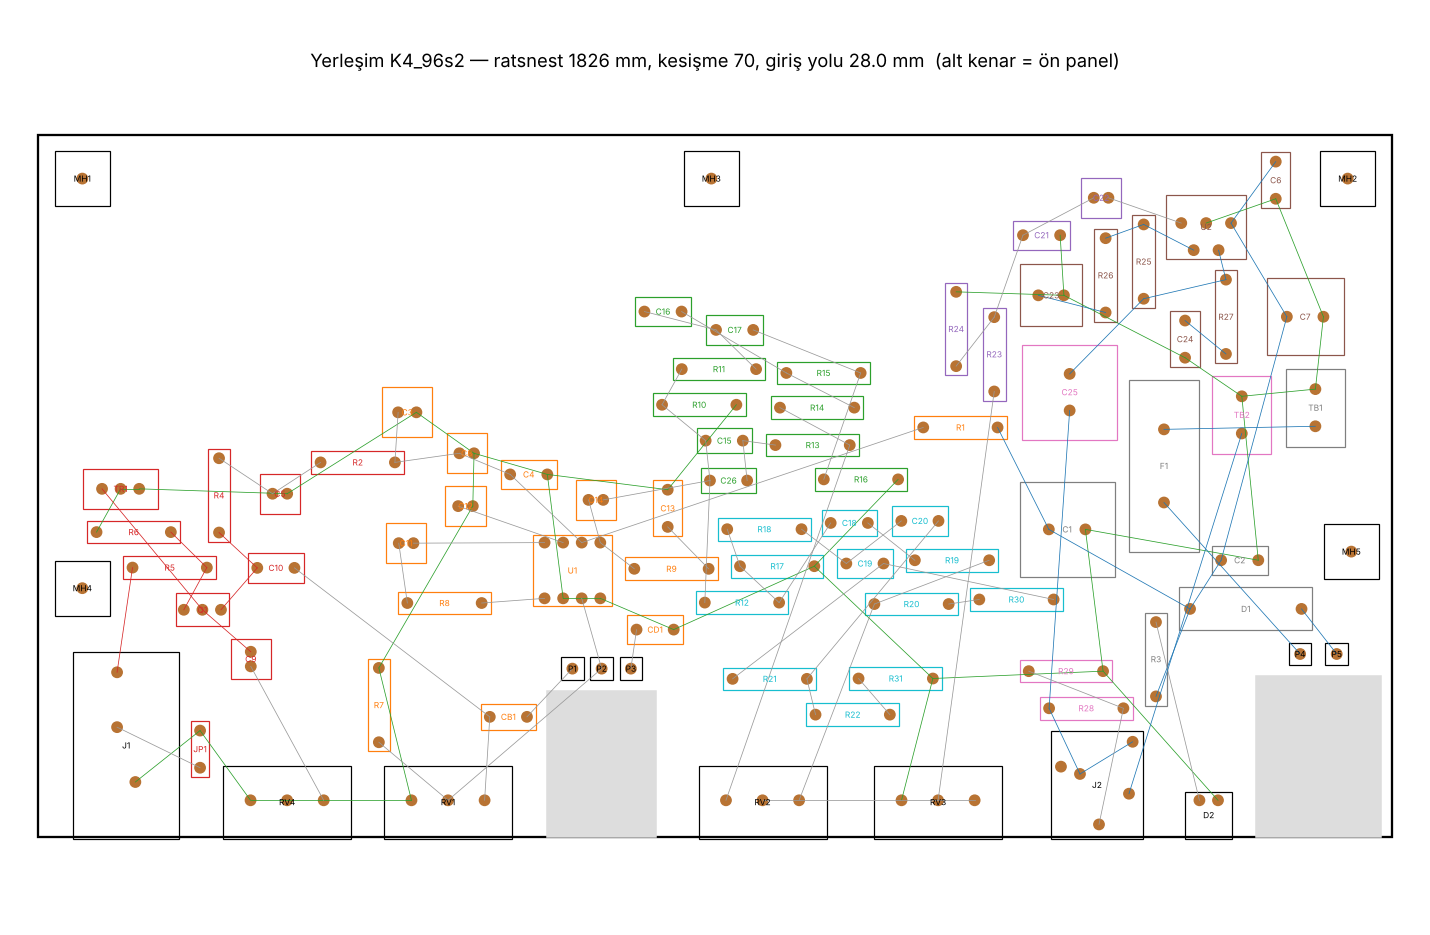 Yerleşim K4_96s2 — ratsnest 1826 mm, kesişme 70, giriş yolu 28.0 mm  (alt kenar = ön panel)
MH1
MH3
MH2
C6
C21
R25
R26
C7
R24
R27
C16
C17
C24
R23
R11
R15
C25
R10
R14
TB1
TB2
R1
C15
R13
R2
F1
C4
C26
R16
R4
C13
C18
C20
R18
C1
R6
R19
C2
MH5
R5
C10
U1
R9
R17
C19
MH4
R8
R12
R20
R30
D1
CD1
P1
P2
P3
P4
P5
R3
R29
R21
R31
R7
R28
CB1
R22
J1
JP1
J2
RV4
RV1
RV2
RV3
D2